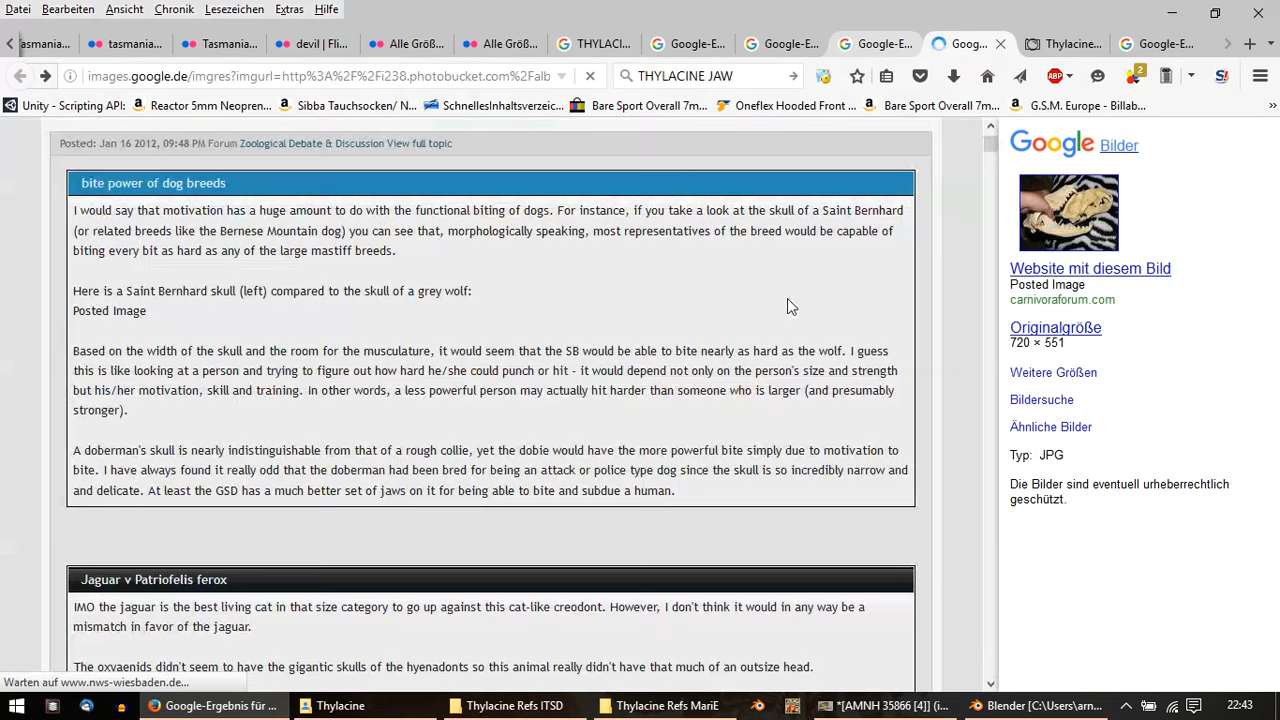 Datei Bearbeiten Ansicht Chronik Lesezeichen Extras Hilfe
asmania... tasmania... Tasmania... devil | Fli... Alle Größ... Alle Größ... THYLACI... Google-E... Google-E... Google-E... Goog... Thylacine... Google-E...
images.google.de/imgres?imgurl=http%3A%2F%2Fi238.photobucket.com%2Falb THYLACINE JAW ABP 2
Unity - Scripting API: Reactor 5mm Neopren... Sibba Tauchsocken/ N... SchnellesInhaltsverzeic... Bare Sport Overall 7m... Oneflex Hooded Front ... Bare Sport Overall 7m... G.S.M. Europe - Billab...
Posted: Jan 16 2012, 09:48 PM Forum Zoological Debate & Discussion View full topic
bite power of dog breeds
I would say that motivation has a huge amount to do with the functional biting of dogs. For instance, if you take a look at the skull of a Saint Bernhard
(or related breeds like the Bernese Mountain dog) you can see that, morphologically speaking, most representatives of the breed would be capable of
biting every bit as hard as any of the large mastiff breeds.
Here is a Saint Bernhard skull (left) compared to the skull of a grey wolf:
Posted Image
Based on the width of the skull and the room for the musculature, it would seem that the SB would be able to bite nearly as hard as the wolf. I guess
this is like looking at a person and trying to figure out how hard he/she could punch or hit - it would depend not only on the person's size and strength
but his/her motivation, skill and training. In other words, a less powerful person may actually hit harder than someone who is larger (and presumably
stronger).
A doberman's skull is nearly indistinguishable from that of a rough collie, yet the dobie would have the more powerful bite simply due to motivation to
bite. I have always found it really odd that the doberman had been bred for being an attack or police type dog since the skull is so incredibly narrow and
and delicate. At least the GSD has a much better set of jaws on it for being able to bite and subdue a human.
Jaguar v Patriofelis ferox
IMO the jaguar is the best living cat in that size category to go up against this cat-like creodont. However, I don't think it would in any way be a
mismatch in favor of the jaguar.
The oxyaenids didn't seem to have the gigantic skulls of the hyenadonts so this animal really didn't have that much of an outsize head.
Google Bilder
Website mit diesem Bild
Posted Image
carnivoraforum.com
Originalgröße
720 × 551
Weitere Größen
Bildersuche
Ähnliche Bilder
Typ: JPG
Die Bilder sind eventuell urheberrechtlich
geschützt.
Warten auf www.nws-wiesbaden.de...
Google-Ergebnis für ... Thylacine Thylacine Refs ITSD Thylacine Refs MariE *[AMNH 35866 [4]] (i... Blender [C:\Users\arn... 22:43